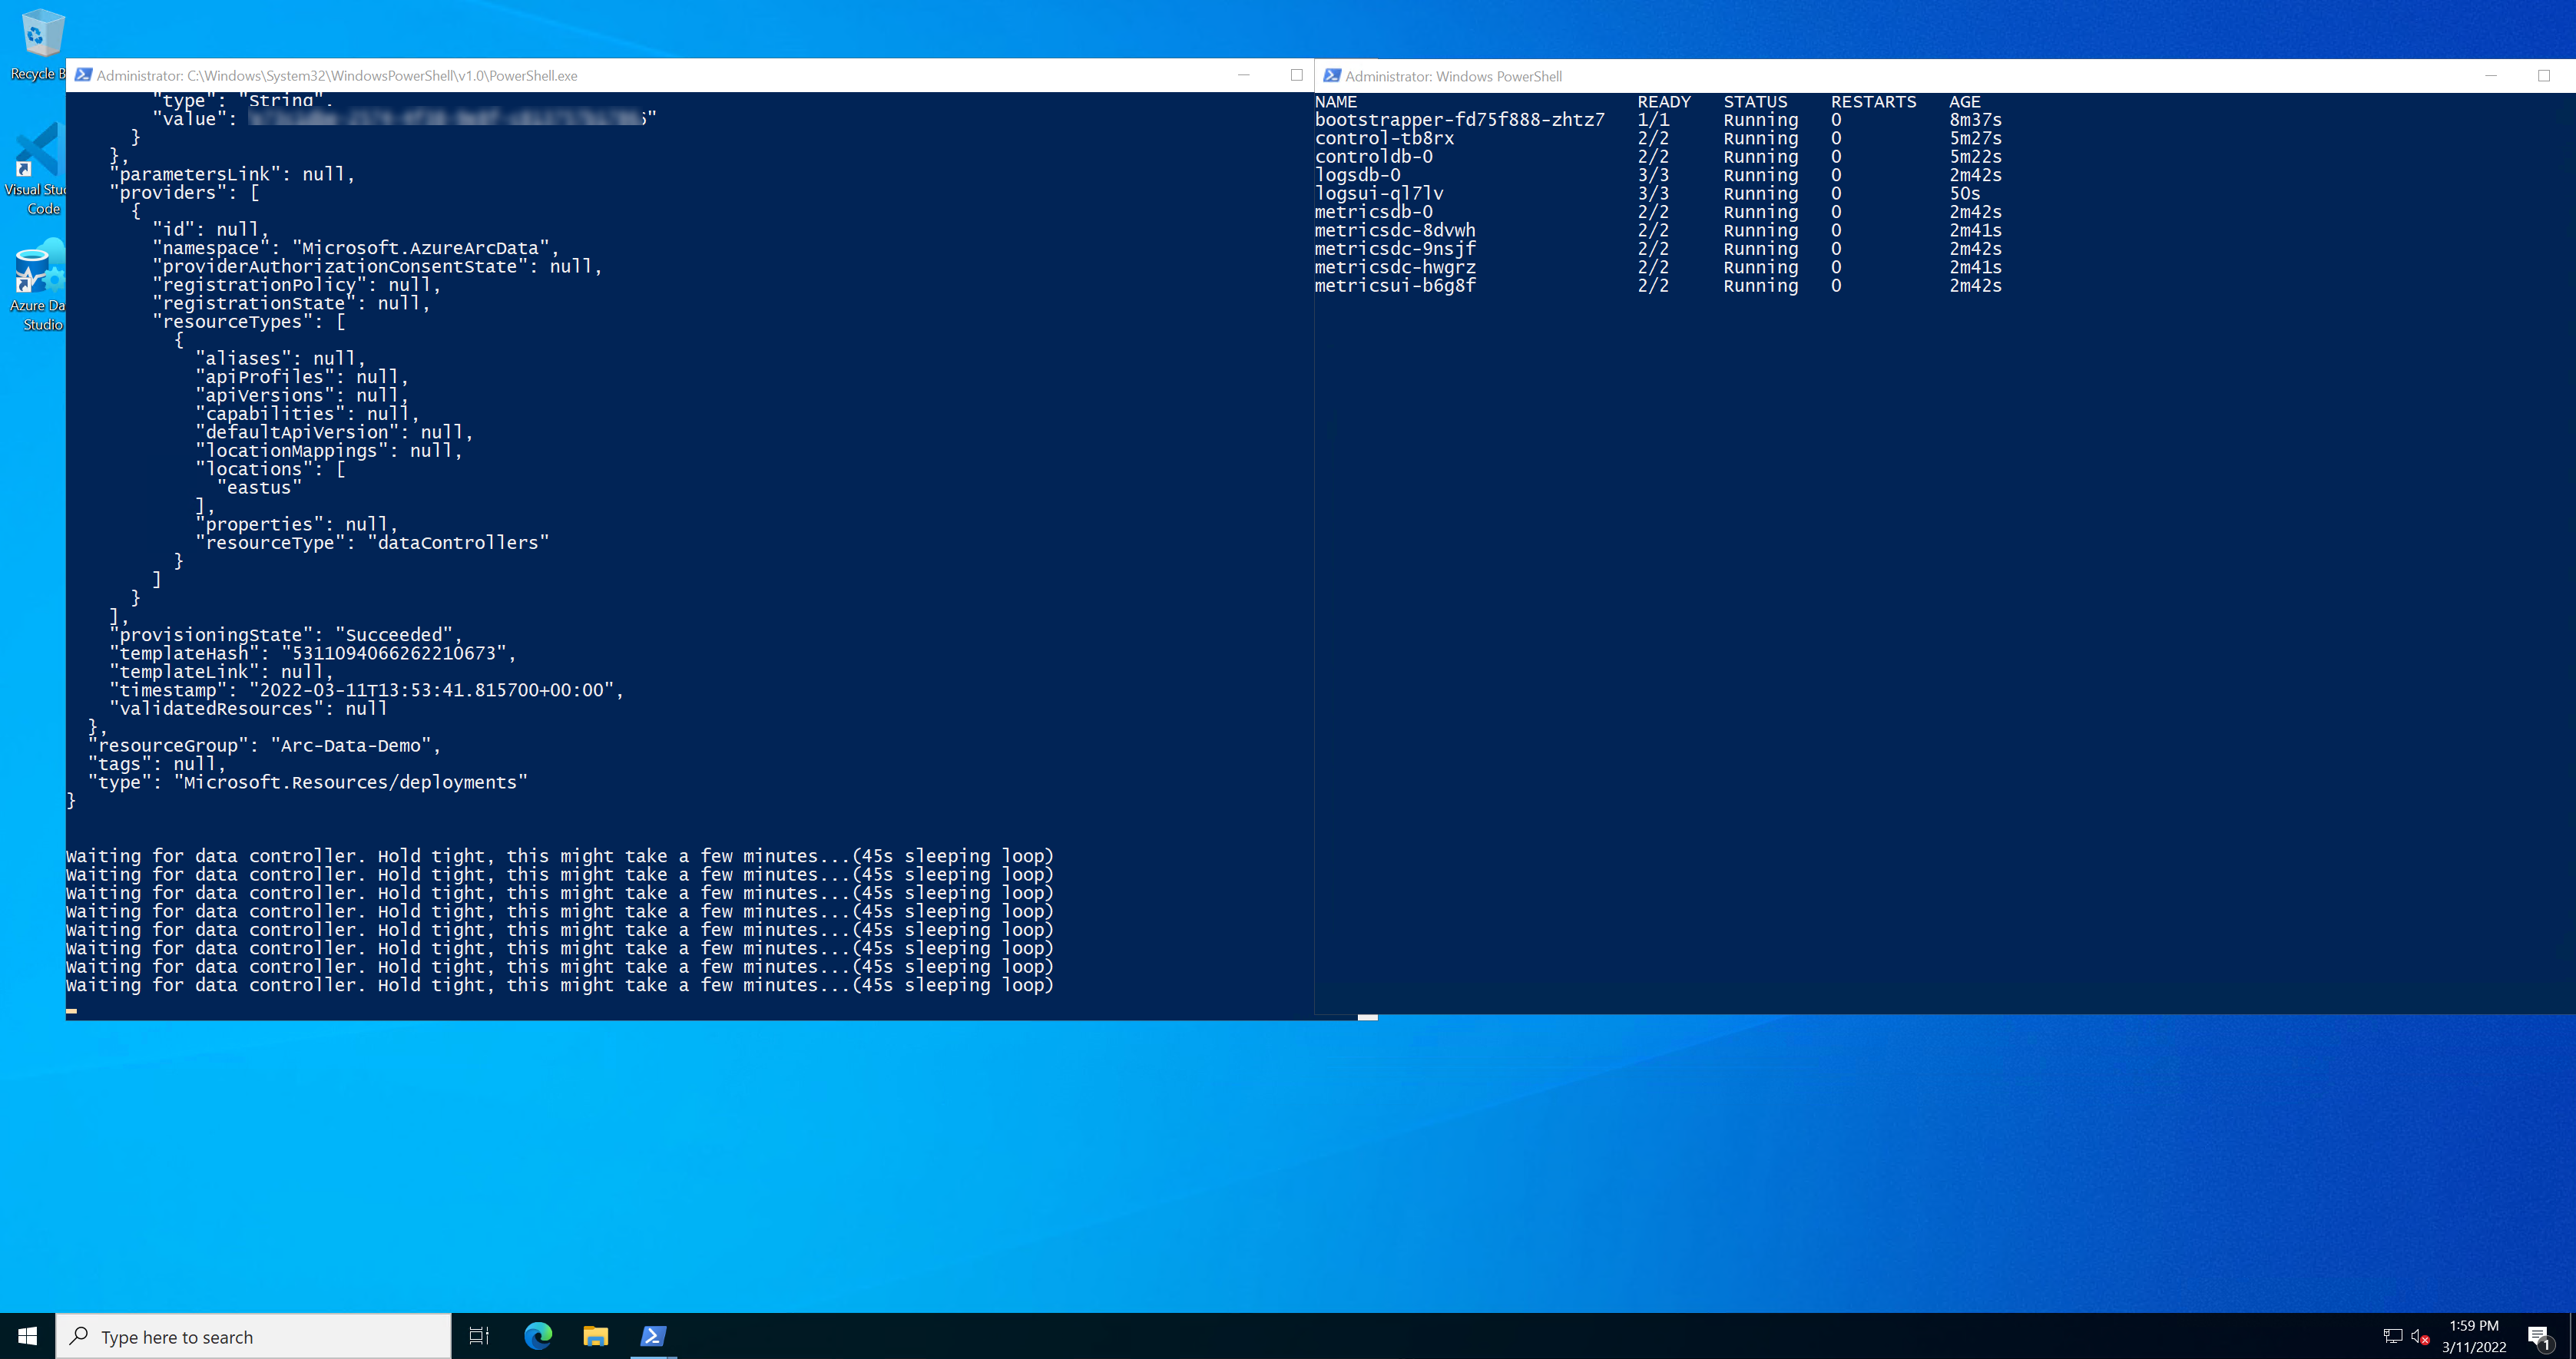 Recycle B
Visual Stud
Code
Azure Da
Studio
Administrator: C:\Windows\System32\WindowsPowerShell\v1.0\PowerShell.exe
"type": "String",
"value": "
}
},
"parametersLink": null,
"providers": [
{
"id": null,
"namespace": "Microsoft.AzureArcData",
"providerAuthorizationConsentState": null,
"registrationPolicy": null,
"registrationState": null,
"resourceTypes": [
{
"aliases": null,
"apiProfiles": null,
"apiVersions": null,
"capabilities": null,
"defaultApiVersion": null,
"locationMappings": null,
"locations": [
"eastus"
],
"properties": null,
"resourceType": "dataControllers"
}
]
}
],
"provisioningState": "Succeeded",
"templateHash": "5311094066262210673",
"templateLink": null,
"timestamp": "2022-03-11T13:53:41.815700+00:00",
"validatedResources": null
},
"resourceGroup": "Arc-Data-Demo",
"tags": null,
"type": "Microsoft.Resources/deployments"
}
Waiting for data controller. Hold tight, this might take a few minutes...(45s sleeping loop)
Waiting for data controller. Hold tight, this might take a few minutes...(45s sleeping loop)
Waiting for data controller. Hold tight, this might take a few minutes...(45s sleeping loop)
Waiting for data controller. Hold tight, this might take a few minutes...(45s sleeping loop)
Waiting for data controller. Hold tight, this might take a few minutes...(45s sleeping loop)
Waiting for data controller. Hold tight, this might take a few minutes...(45s sleeping loop)
Waiting for data controller. Hold tight, this might take a few minutes...(45s sleeping loop)
Waiting for data controller. Hold tight, this might take a few minutes...(45s sleeping loop)
Administrator: Windows PowerShell
NAME READY STATUS RESTARTS AGE
bootstrapper-fd75f888-zhtz7 1/1 Running 0 8m37s
control-tb8rx 2/2 Running 0 5m27s
controldb-0 2/2 Running 0 5m22s
logsdb-0 3/3 Running 0 2m42s
logsui-ql7lv 3/3 Running 0 50s
metricsdb-0 2/2 Running 0 2m42s
metricsdc-8dvwh 2/2 Running 0 2m41s
metricsdc-9nsjf 2/2 Running 0 2m42s
metricsdc-hwgrz 2/2 Running 0 2m41s
metricsui-b6g8f 2/2 Running 0 2m42s
Type here to search
1:59 PM
3/11/2022
1